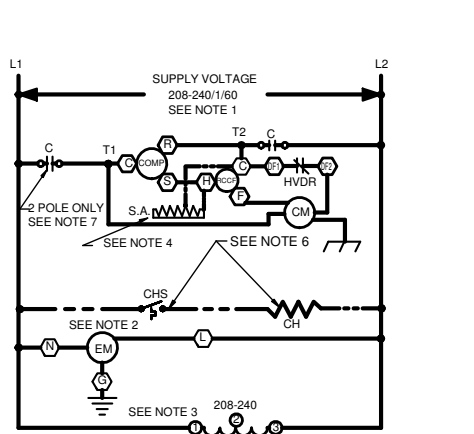 L1
L2
SUPPLY VOLTAGE
208-240/1/60
SEE NOTE 1
C
T1
T2
C
R
C
COMP
S
H
RCCF
C
DF1
DF2
HVDR
F
CM
2 POLE ONLY
SEE NOTE 7
S.A.
SEE NOTE 4
SEE NOTE 6
CHS
CH
SEE NOTE 2
N
EM
L
G
SEE NOTE 3
208-240
1
2
3